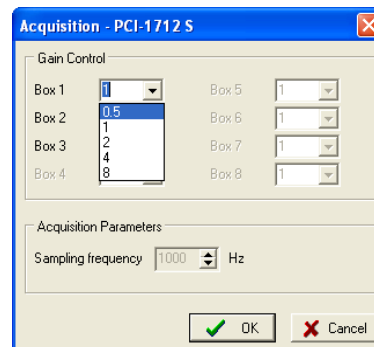 Acquisition - PCI-1712 S
Gain Control
Box 1 1 Box 5 1
0.5
Box 2 1 Box 6 1
Box 3 2 Box 7 1
4
Box 4 8 Box 8 1
Acquisition Parameters
Sampling frequency 1000 Hz
OK Cancel